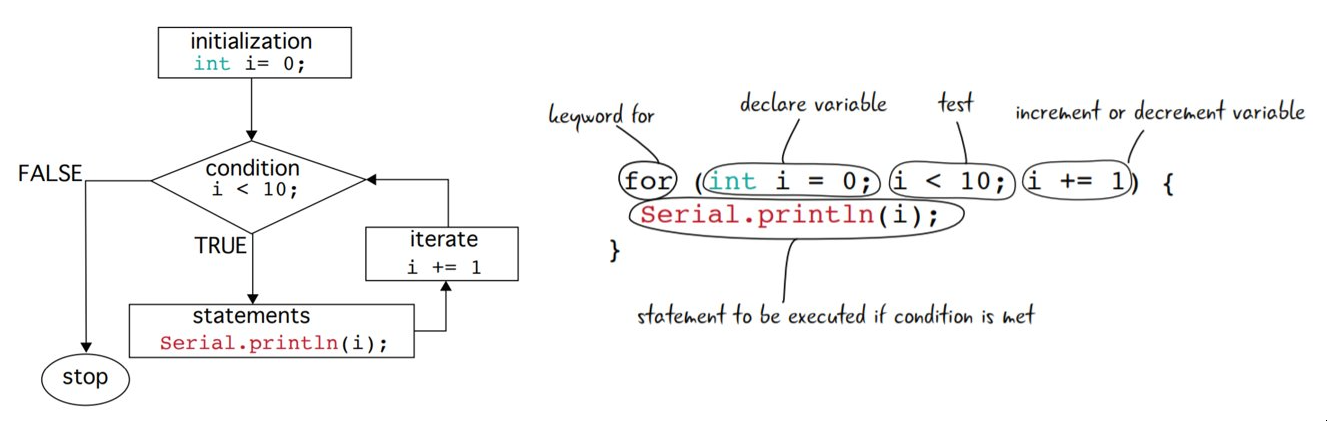 initialization
int i= 0;
condition
i < 10;
FALSE
TRUE
iterate
i += 1
statements
Serial.println(i);
stop
keyword for
declare variable
test
increment or decrement variable
for (int i = 0; i < 10; i += 1) {
Serial.println(i);
}
statement to be executed if condition is met